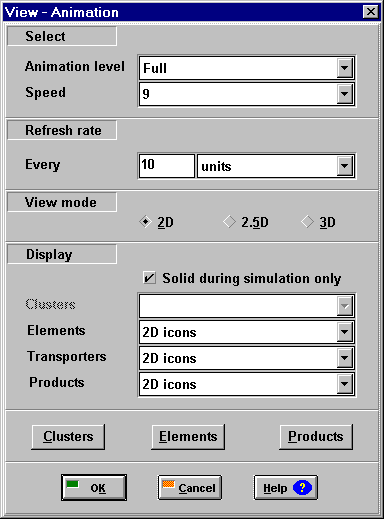 View - Animation
Select
Animation level Full
Speed 9
Refresh rate
Every 10 units
View mode
2D 2.5D 3D
Display
Solid during simulation only
Clusters
Elements 2D icons
Transporters 2D icons
Products 2D icons
Clusters Elements Products
OK Cancel Help ?